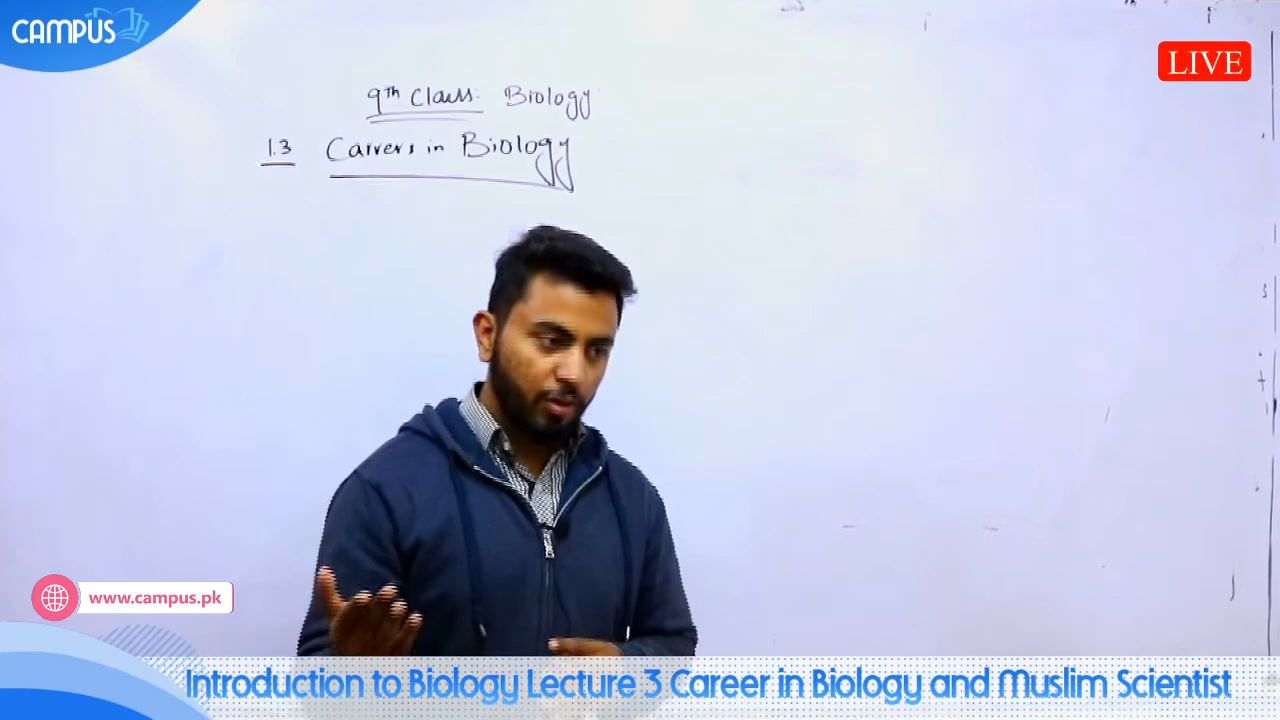 CAMPUS
LIVE
9th Class: Biology
1.3 Careers in Biology
www.campus.pk
Introduction to Biology Lecture 3 Career in Biology and Muslim Scientist